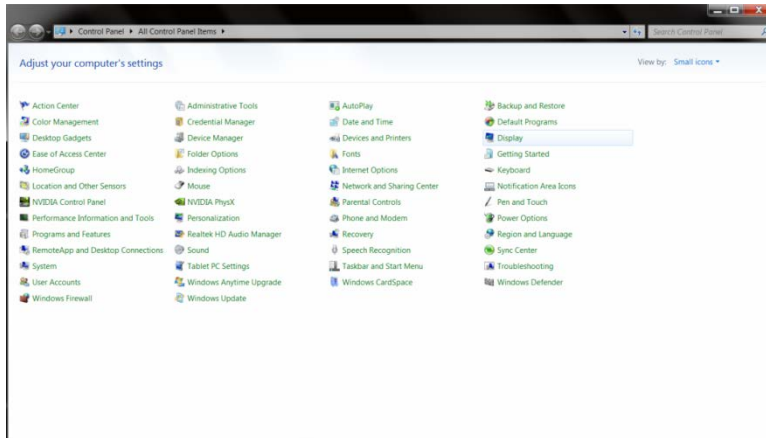 Control Panel All Control Panel Items Search Control Panel
Adjust your computer's settings View by: Small icons
Action Center Administrative Tools AutoPlay Backup and Restore
Color Management Credential Manager Date and Time Default Programs
Desktop Gadgets Device Manager Devices and Printers Display
Ease of Access Center Folder Options Fonts Getting Started
HomeGroup Indexing Options Internet Options Keyboard
Location and Other Sensors Mouse Network and Sharing Center Notification Area Icons
NVIDIA Control Panel NVIDIA PhysX Parental Controls Pen and Touch
Performance Information and Tools Personalization Phone and Modem Power Options
Programs and Features Realtek HD Audio Manager Recovery Region and Language
RemoteApp and Desktop Connections Sound Speech Recognition Sync Center
System Tablet PC Settings Taskbar and Start Menu Troubleshooting
User Accounts Windows Anytime Upgrade Windows CardSpace Windows Defender
Windows Firewall Windows Update